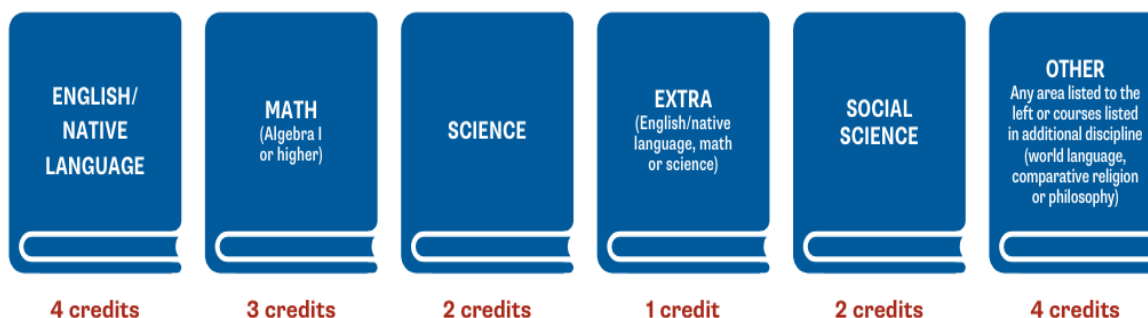 ENGLISH/
NATIVE
LANGUAGE
4 credits
MATH
(Algebra I
or higher)
3 credits
SCIENCE
2 credits
EXTRA
(English/native
language, math
or science)
1 credit
SOCIAL
SCIENCE
2 credits
OTHER
Any area listed to the
left or courses listed
in additional discipline
(world language,
comparative religion
or philosophy)
4 credits